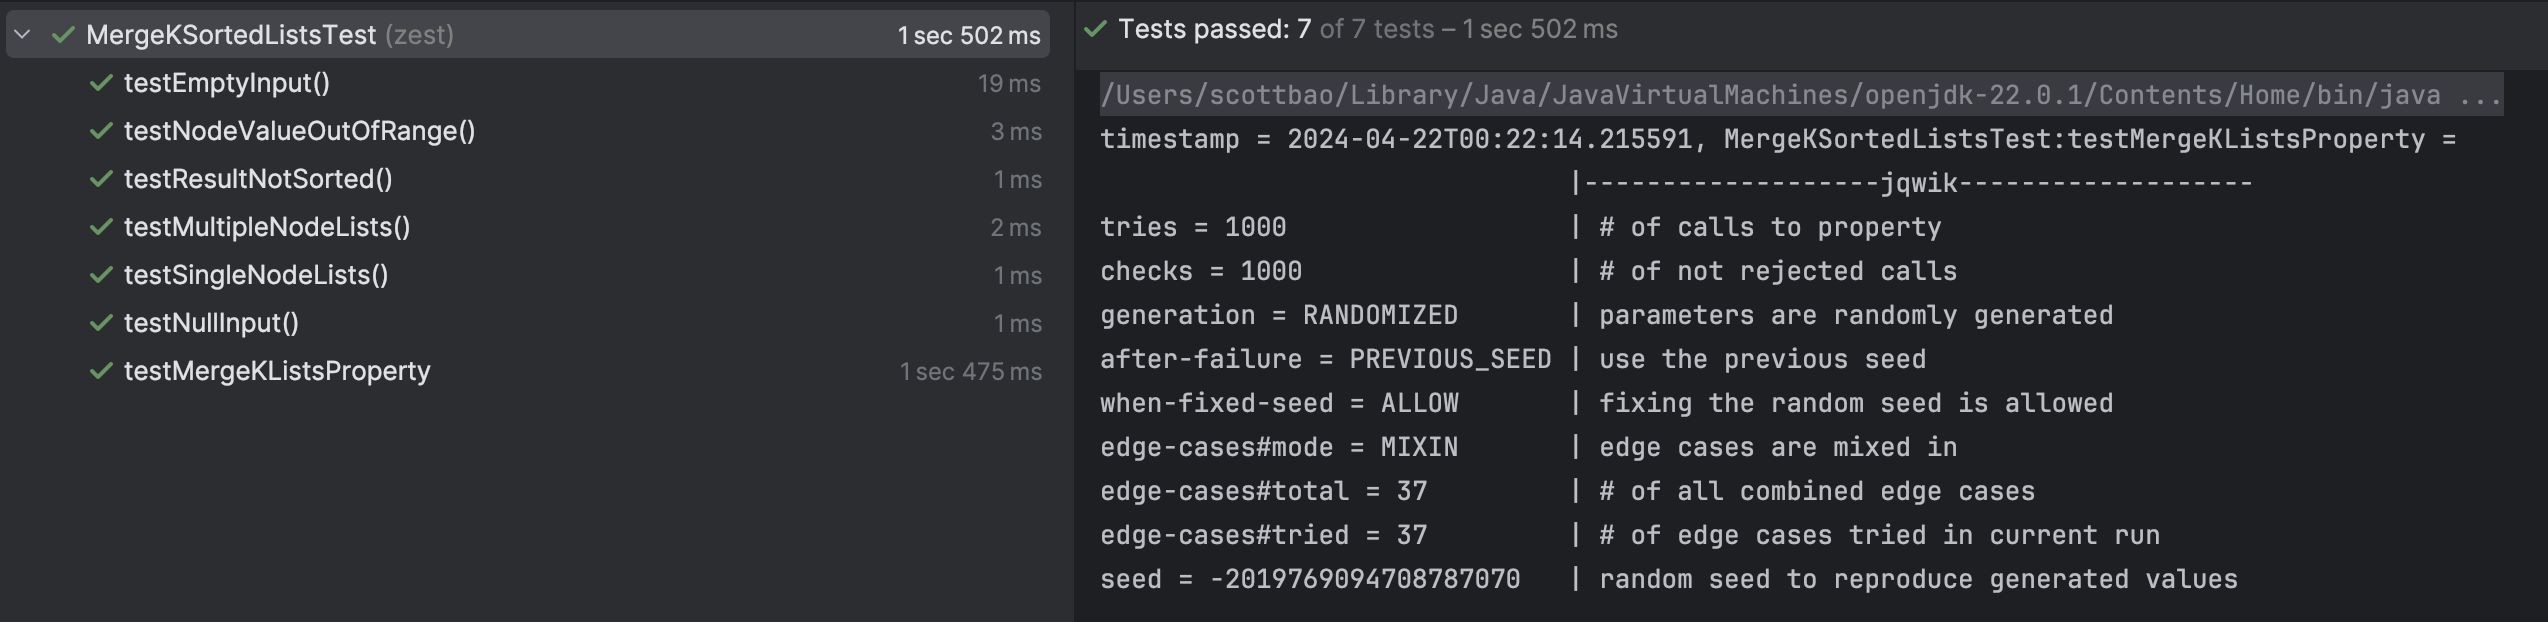 MergeKSortedListsTest (zest) 1 sec 502 ms
testEmptyInput() 19 ms
testNodeValueOutOfRange() 3 ms
testResultNotSorted() 1 ms
testMultipleNodeLists() 2 ms
testSingleNodeLists() 1 ms
testNullInput() 1 ms
testMergeKListsProperty 1 sec 475 ms
Tests passed: 7 of 7 tests – 1 sec 502 ms
/Users/scottbao/Library/Java/JavaVirtualMachines/openjdk-22.0.1/Contents/Home/bin/java ...
timestamp = 2024-04-22T00:22:14.215591, MergeKSortedListsTest:testMergeKListsProperty =
|-------------------jqwik-------------------
tries = 1000 | # of calls to property
checks = 1000 | # of not rejected calls
generation = RANDOMIZED | parameters are randomly generated
after-failure = PREVIOUS_SEED | use the previous seed
when-fixed-seed = ALLOW | fixing the random seed is allowed
edge-cases#mode = MIXIN | edge cases are mixed in
edge-cases#total = 37 | # of all combined edge cases
edge-cases#tried = 37 | # of edge cases tried in current run
seed = -2019769094708787070 | random seed to reproduce generated values